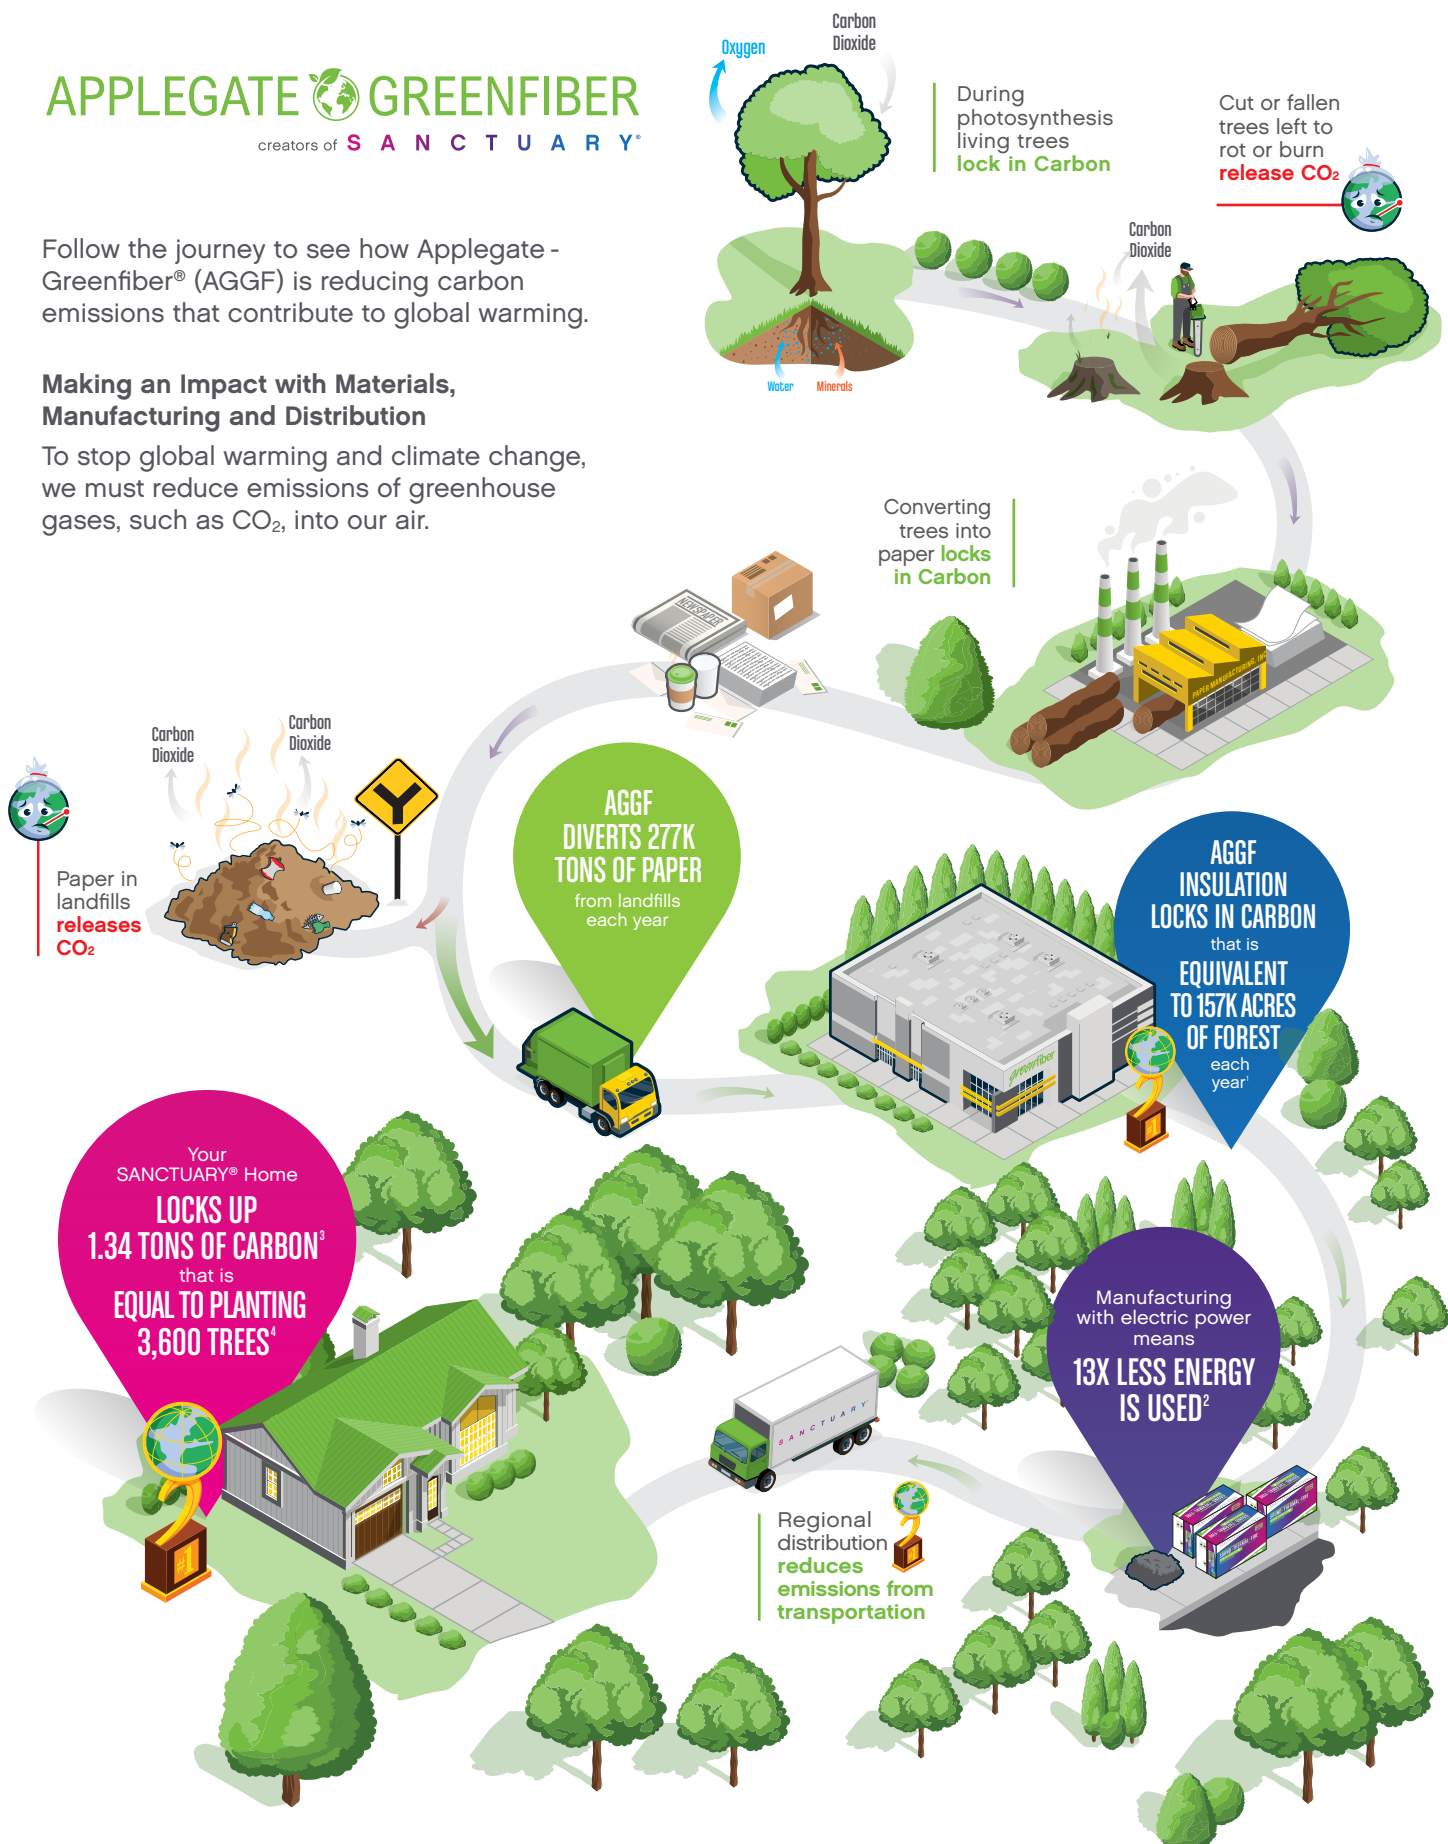 APPLEGATE GREENFIBER
creators of SANCTUARY®
Follow the journey to see how Applegate -
Greenfiber® (AGGF) is reducing carbon
emissions that contribute to global warming.
Making an Impact with Materials,
Manufacturing and Distribution
To stop global warming and climate change,
we must reduce emissions of greenhouse
gases, such as CO₂, into our air.
Oxygen
Carbon
Dioxide
Water
Minerals
During
photosynthesis
living trees
lock in Carbon
Cut or fallen
trees left to
rot or burn
release CO₂
Carbon
Dioxide
Converting
trees into
paper locks
in Carbon
PAPER MANUFACTURING, INC
NEWSPAPER
Carbon
Dioxide
Carbon
Dioxide
Paper in
landfills
releases
CO₂
AGGF
DIVERTS 277K
TONS OF PAPER
from landfills
each year
greenfiber
AGGF
INSULATION
LOCKS IN CARBON
that is
EQUIVALENT
TO 157K ACRES
OF FOREST
each
year¹
#1
Manufacturing
with electric power
means
13X LESS ENERGY
IS USED²
SANCTUARY
Regional
distribution
reduces
emissions from
transportation
Your
SANCTUARY® Home
LOCKS UP
1.34 TONS OF CARBON³
that is
EQUAL TO PLANTING
3,600 TREES⁴
#1